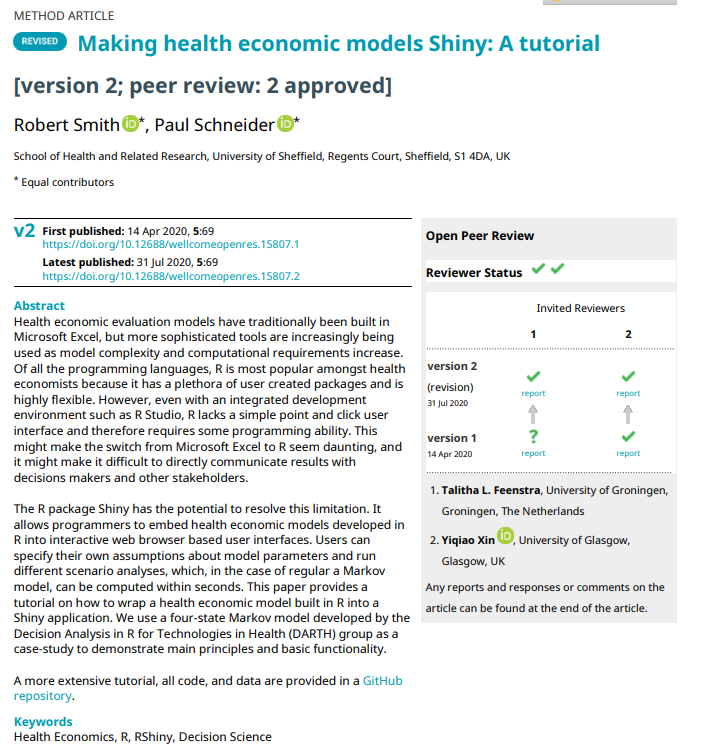 METHOD ARTICLE
REVISED Making health economic models Shiny: A tutorial
[version 2; peer review: 2 approved]
Robert Smith iD*, Paul Schneider iD*
School of Health and Related Research, University of Sheffield, Regents Court, Sheffield, S1 4DA, UK
* Equal contributors
v2 First published: 14 Apr 2020, 5:69
https://doi.org/10.12688/wellcomeopenres.15807.1
Latest published: 31 Jul 2020, 5:69
https://doi.org/10.12688/wellcomeopenres.15807.2
Abstract
Health economic evaluation models have traditionally been built in
Microsoft Excel, but more sophisticated tools are increasingly being
used as model complexity and computational requirements increase.
Of all the programming languages, R is most popular amongst health
economists because it has a plethora of user created packages and is
highly flexible. However, even with an integrated development
environment such as R Studio, R lacks a simple point and click user
interface and therefore requires some programming ability. This
might make the switch from Microsoft Excel to R seem daunting, and
it might make it difficult to directly communicate results with
decisions makers and other stakeholders.
The R package Shiny has the potential to resolve this limitation. It
allows programmers to embed health economic models developed in
R into interactive web browser based user interfaces. Users can
specify their own assumptions about model parameters and run
different scenario analyses, which, in the case of regular a Markov
model, can be computed within seconds. This paper provides a
tutorial on how to wrap a health economic model built in R into a
Shiny application. We use a four-state Markov model developed by the
Decision Analysis in R for Technologies in Health (DARTH) group as a
case-study to demonstrate main principles and basic functionality.
A more extensive tutorial, all code, and data are provided in a GitHub
repository.
Keywords
Health Economics, R, RShiny, Decision Science
Open Peer Review
Reviewer Status
Invited Reviewers
1 2
version 2
(revision)
31 Jul 2020
report report
version 1
14 Apr 2020
? 
report report
1. Talitha L. Feenstra, University of Groningen,
Groningen, The Netherlands
2. Yiqiao Xin iD, University of Glasgow,
Glasgow, UK
Any reports and responses or comments on the
article can be found at the end of the article.